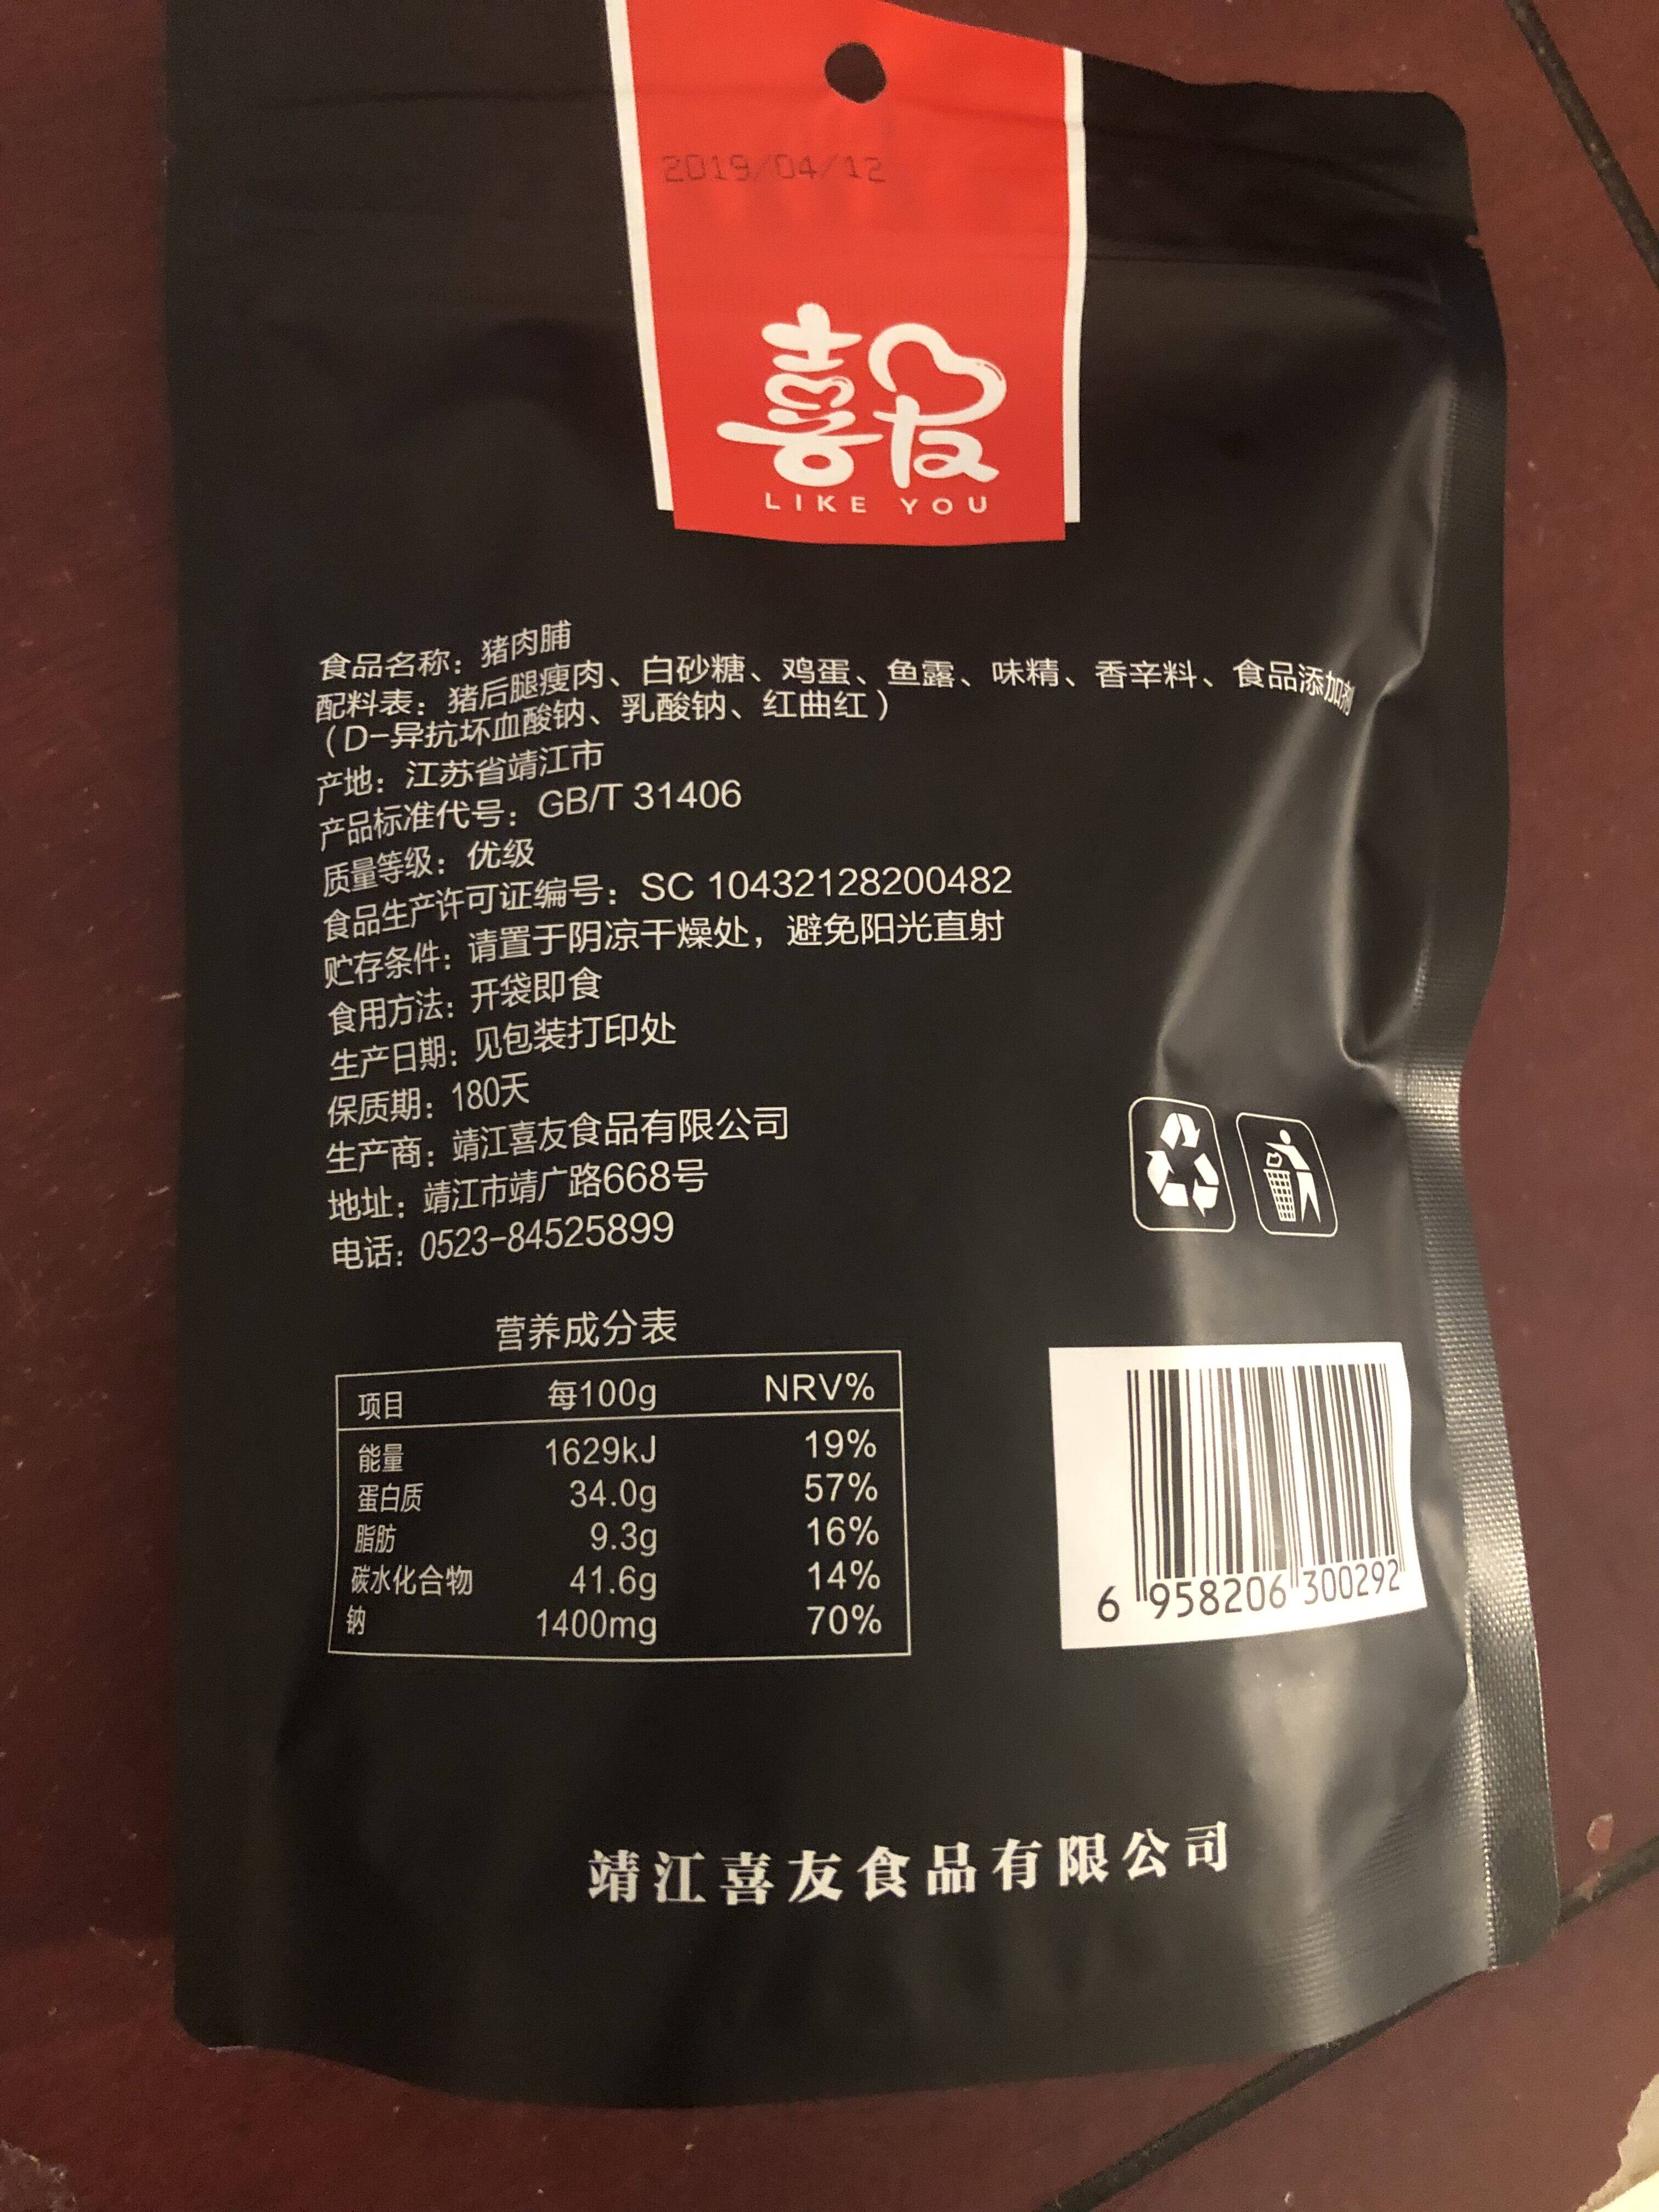 2019/04/12
喜友
LIKE YOU
食品名称：猪肉脯
配料表：猪后腿瘦肉、白砂糖、鸡蛋、鱼露、味精、香辛料、食品添加剂
（D-异抗坏血酸钠、乳酸钠、红曲红）
产地：江苏省靖江市
产品标准代号：GB/T 31406
质量等级：优级
食品生产许可证编号：SC 10432128200482
贮存条件：请置于阴凉干燥处，避免阳光直射
食用方法：开袋即食
生产日期：见包装打印处
保质期：180天
生产商：靖江喜友食品有限公司
地址：靖江市靖广路668号
电话：0523-84525899
营养成分表
项目 每100g NRV%
能量 1629kJ 19%
蛋白质 34.0g 57%
脂肪 9.3g 16%
碳水化合物 41.6g 14%
钠 1400mg 70%
6 958206 300292
靖江喜友食品有限公司